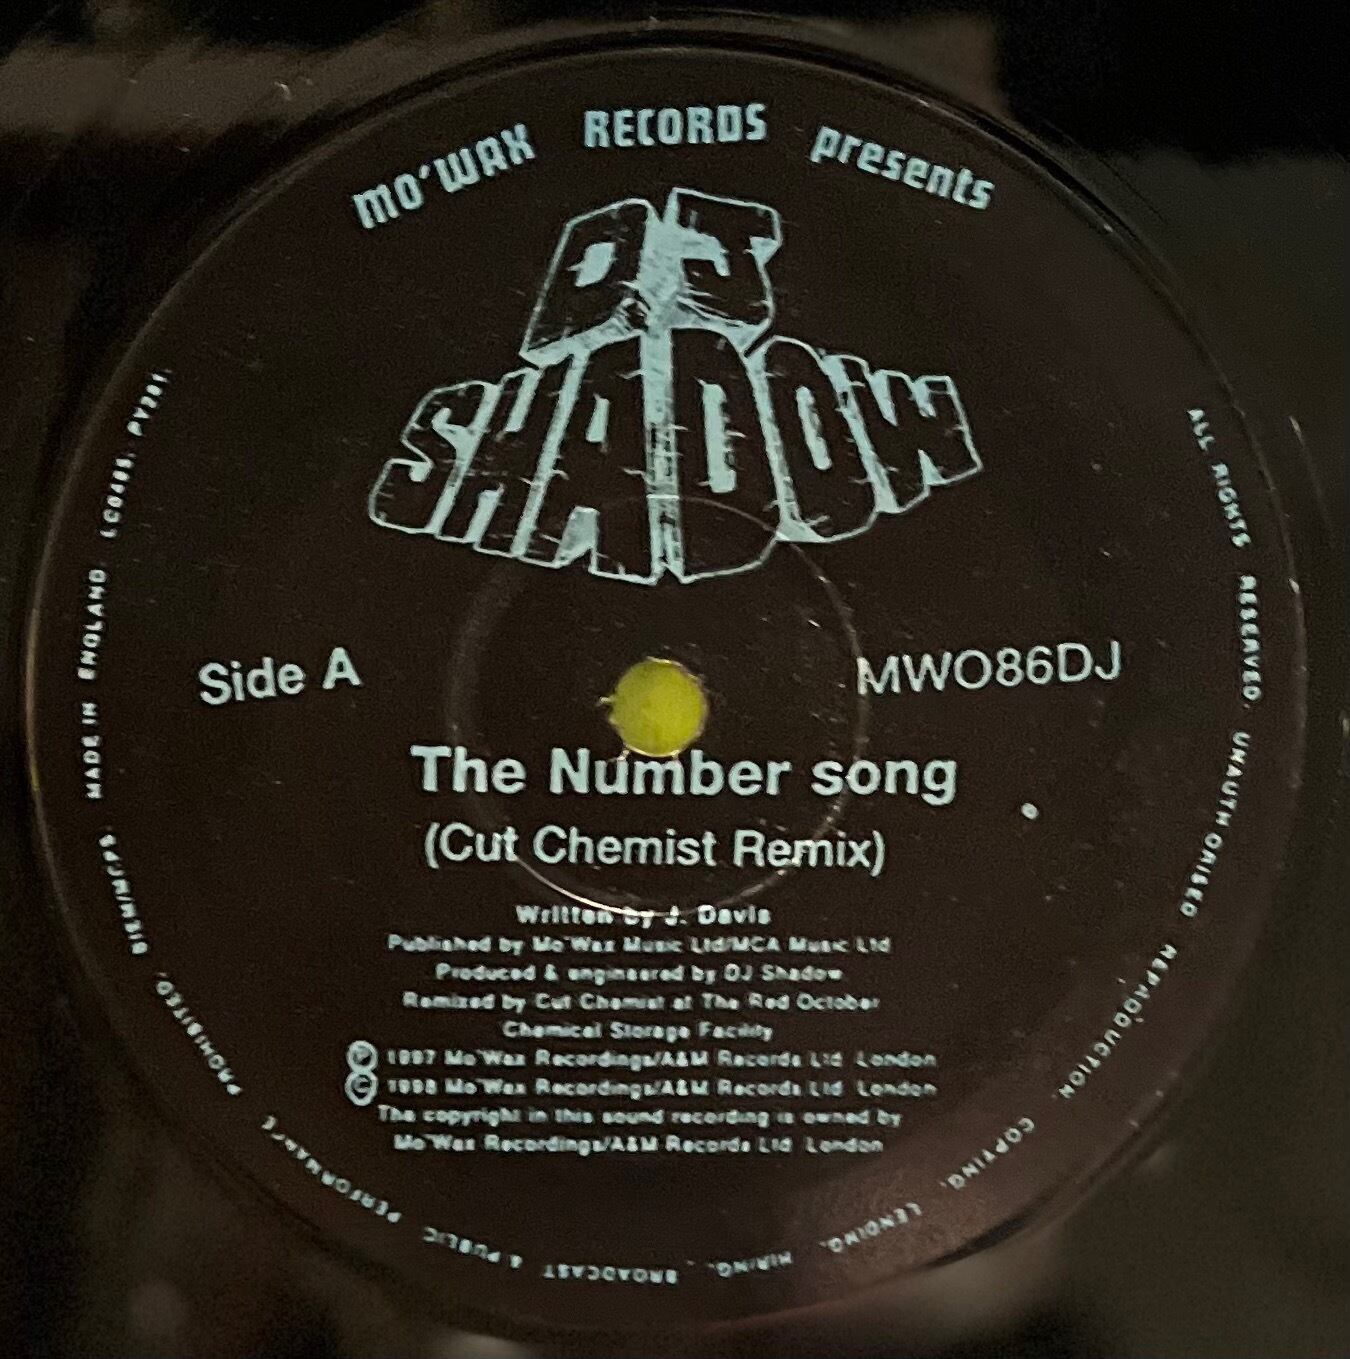 MO'WAX RECORDS presents
DJ
SHADOW
Side A
MWO86DJ
The Number song
(Cut Chemist Remix)
Written by J. Davis
Published by Mo'Wax Music Ltd/MCA Music Ltd
Produced & engineered by DJ Shadow
Remixed by Cut Chemist at The Red October
Chemical Storage Facility
Ⓟ 1997 Mo'Wax Recordings/A&M Records Ltd London
© 1998 Mo'Wax Recordings/A&M Records Ltd London
The copyright in this sound recording is owned by
Mo'Wax Recordings/A&M Records Ltd London
ALL RIGHTS RESERVED. UNAUTHORISED REPRODUCTION. COPYING. LENDING. HIRING. BROADCAST & PUBLIC PERFORMANCE PROHIBITED. BIEM/MCPS MADE IN ENGLAND